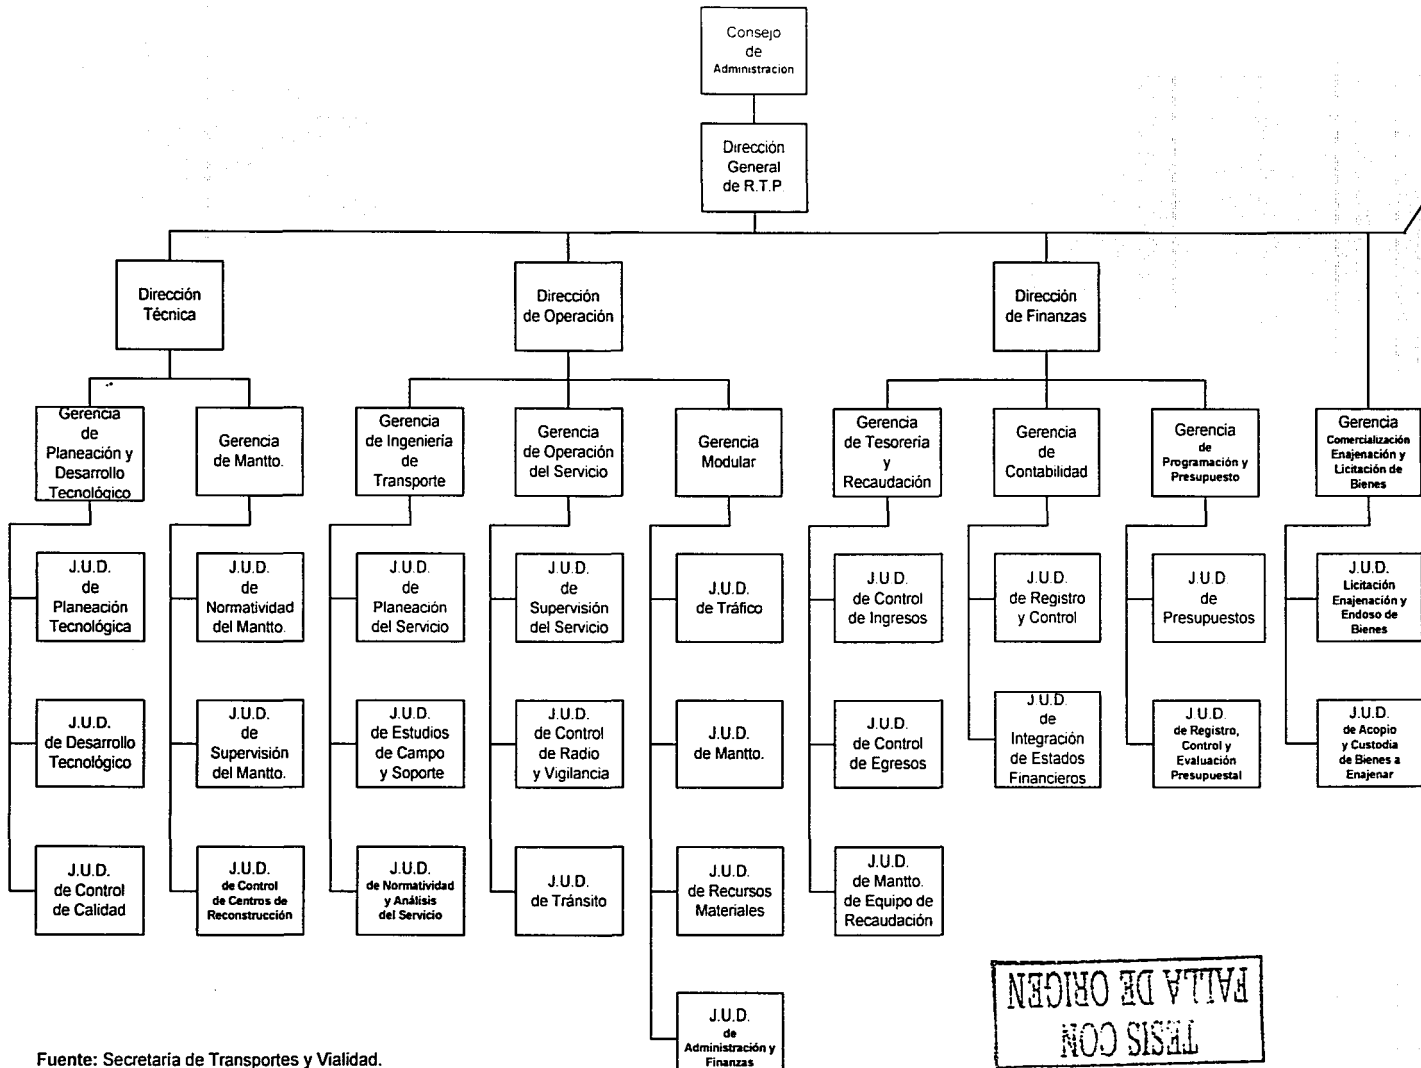 Consejo
de
Administración
Dirección
General
de R.T.P.
Dirección
Técnica
Dirección
de Operación
Dirección
de Finanzas
Gerencia
de
Planeación y
Desarrollo
Tecnológico
Gerencia
de Mantto.
Gerencia
de Ingeniería
de
Transporte
Gerencia
de Operación
del Servicio
Gerencia
Modular
Gerencia
de Tesorería
y
Recaudación
Gerencia
de
Contabilidad
Gerencia
de
Programación y
Presupuesto
Gerencia
Comercialización
Enajenación y
Licitación de
Bienes
J.U.D.
de
Planeación
Tecnológica
J.U.D.
de
Normatividad
del Mantto.
J.U.D.
de
Planeación
del Servicio
J.U.D.
de
Supervisión
del Servicio
J.U.D.
de Tráfico
J.U.D.
de Control
de Ingresos
J.U.D.
de Registro
y Control
J.U.D.
de
Presupuestos
J.U.D.
Licitación
Enajenación y
Endoso de
Bienes
J.U.D.
de Desarrollo
Tecnológico
J.U.D.
de
Supervisión
del Mantto.
J.U.D.
de Estudios
de Campo
y Soporte
J.U.D.
de Control
de Radio
y Vigilancia
J.U.D.
de Mantto.
J.U.D.
de Control
de Egresos
J.U.D.
de
Integración
de Estados
Financieros
J.U.D.
de Registro,
Control y
Evaluación
Presupuestal
J.U.D.
de Acopio
y Custodia
de Bienes a
Enajenar
J.U.D.
de Control
de Calidad
J.U.D.
de Control
de Centros de
Reconstrucción
J.U.D.
de Normatividad
y Análisis
del Servicio
J.U.D.
de Tránsito
J.U.D.
de Recursos
Materiales
J.U.D.
de Mantto.
de Equipo de
Recaudación
J.U.D.
de
Administración y
Finanzas
TESIS CON
FALLA DE ORIGEN
Fuente: Secretaría de Transportes y Vialidad.